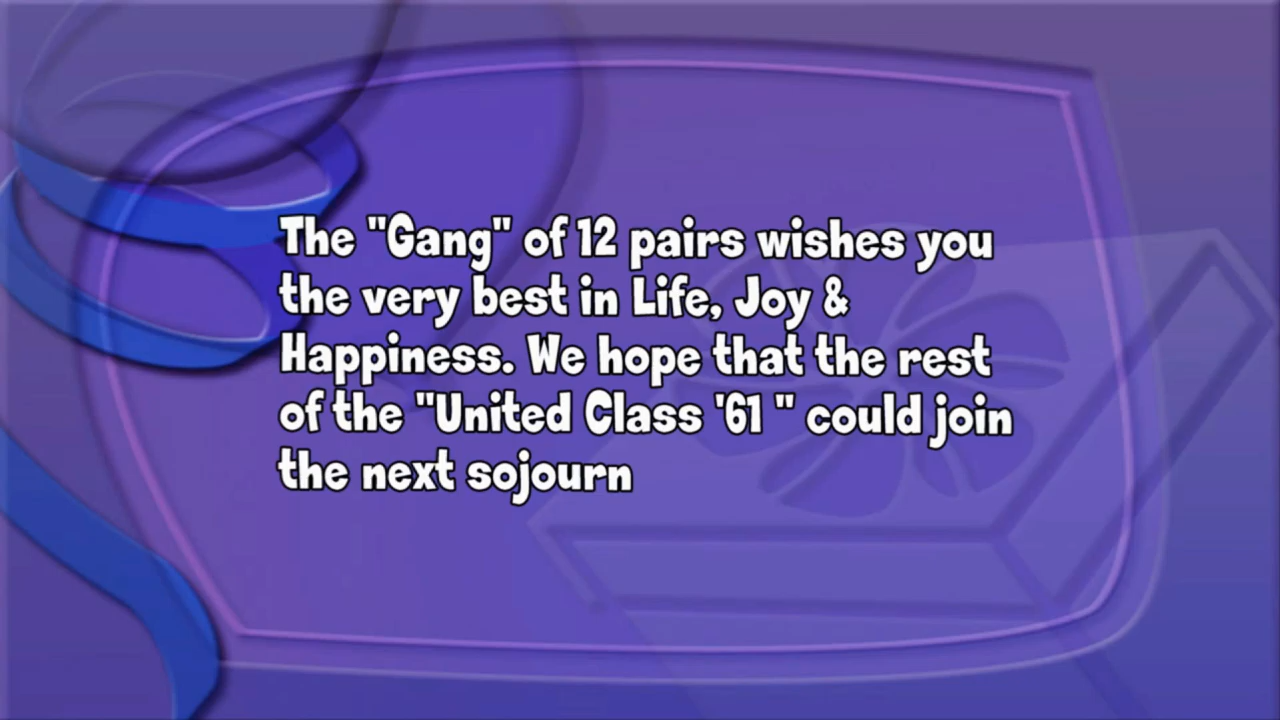 The "Gang" of 12 pairs wishes you
the very best in Life, Joy &
Happiness. We hope that the rest
of the "United Class '61 " could join
the next sojourn